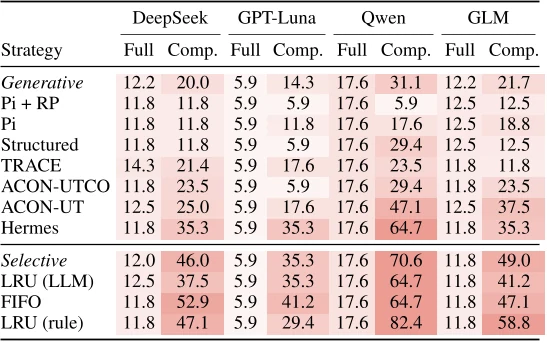 DeepSeek GPT-Luna Qwen GLM
Strategy Full Comp. Full Comp. Full Comp. Full Comp.
Generative 12.2 20.0 5.9 14.3 17.6 31.1 12.2 21.7
Pi + RP 11.8 11.8 5.9 5.9 17.6 5.9 12.5 12.5
Pi 11.8 11.8 5.9 11.8 17.6 17.6 12.5 18.8
Structured 11.8 11.8 5.9 5.9 17.6 29.4 12.5 12.5
TRACE 14.3 21.4 5.9 17.6 17.6 23.5 11.8 11.8
ACON-UTCO 11.8 23.5 5.9 5.9 17.6 29.4 11.8 23.5
ACON-UT 12.5 25.0 5.9 17.6 17.6 47.1 12.5 37.5
Hermes 11.8 35.3 5.9 35.3 17.6 64.7 11.8 35.3
Selective 12.0 46.0 5.9 35.3 17.6 70.6 11.8 49.0
LRU (LLM) 12.5 37.5 5.9 35.3 17.6 64.7 11.8 41.2
FIFO 11.8 52.9 5.9 41.2 17.6 64.7 11.8 47.1
LRU (rule) 11.8 47.1 5.9 29.4 17.6 82.4 11.8 58.8